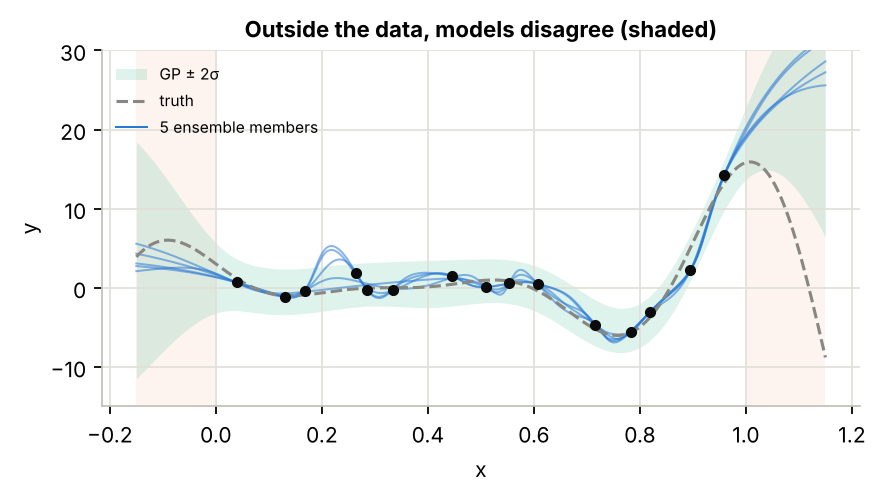 Outside the data, models disagree (shaded)
30
20
10
0
−10
y
GP ± 2σ
truth
5 ensemble members
−0.2 0.0 0.2 0.4 0.6 0.8 1.0 1.2
x